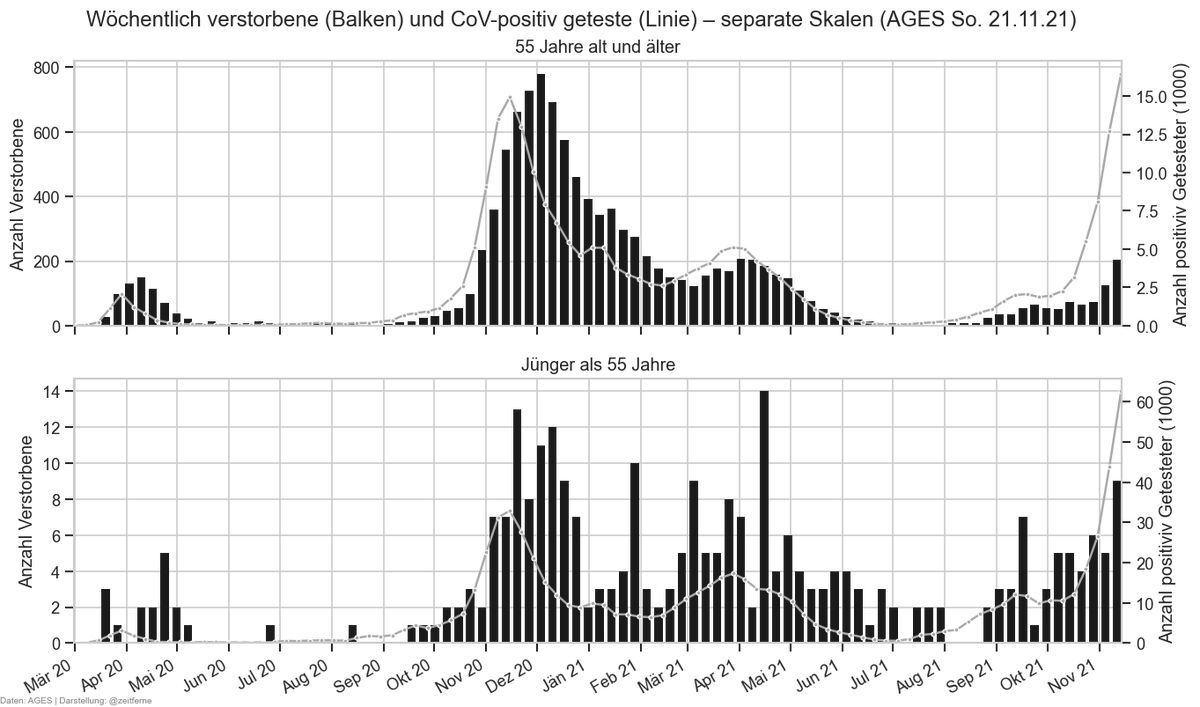 Wöchentlich verstorbene (Balken) und CoV-positiv geteste (Linie) – separate Skalen (AGES So. 21.11.21)
55 Jahre alt und älter
Anzahl Verstorbene
800
600
400
200
0
Anzahl positiviv Getesteter (1000)
15.0
12.5
10.0
7.5
5.0
2.5
0.0
Jünger als 55 Jahre
Anzahl Verstorbene
14
12
10
8
6
4
2
0
Anzahl positiviv Getesteter (1000)
60
50
40
30
20
10
0
Mär 20
Apr 20
Mai 20
Jun 20
Jul 20
Aug 20
Sep 20
Okt 20
Nov 20
Dez 20
Jän 21
Feb 21
Mär 21
Apr 21
Mai 21
Jun 21
Jul 21
Aug 21
Sep 21
Okt 21
Nov 21
Daten: AGES | Darstellung: @zeitferne